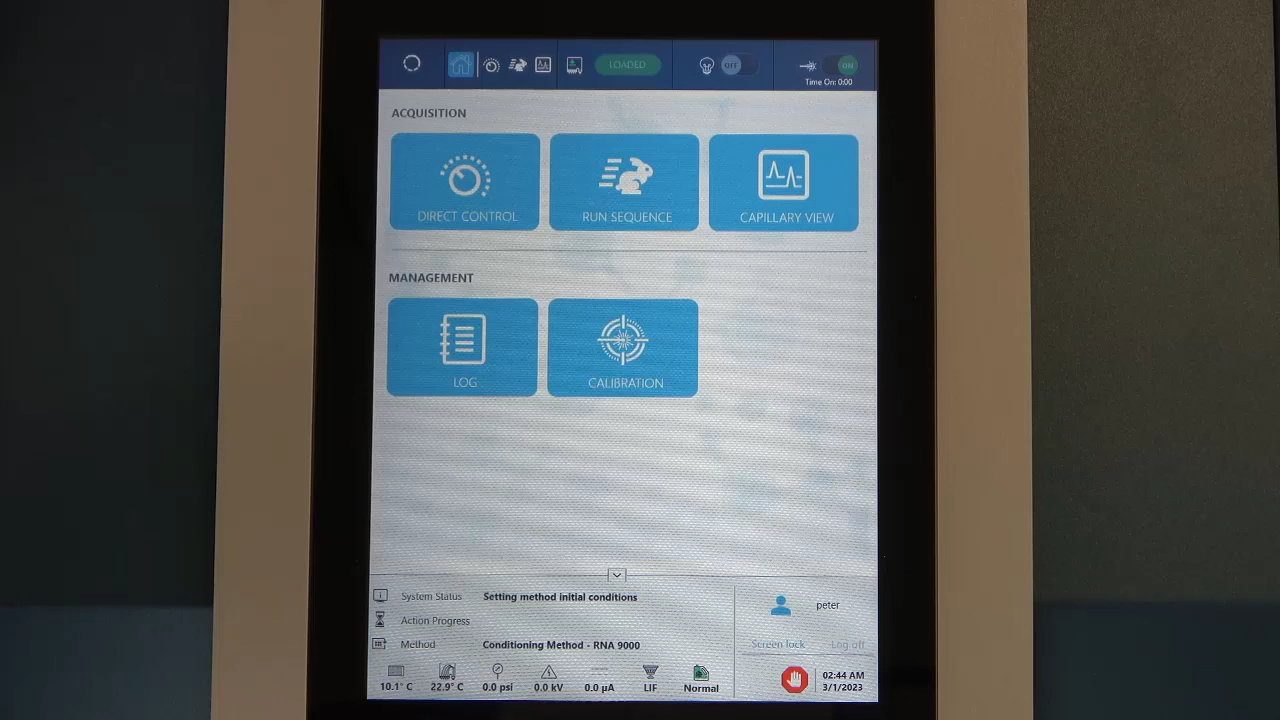 LOADED
OFF
ON
Time On: 0:00
ACQUISITION
DIRECT CONTROL
RUN SEQUENCE
CAPILLARY VIEW
MANAGEMENT
LOG
CALIBRATION
System Status Setting method initial conditions
Action Progress
Method Conditioning Method - RNA 9000
peter
Screen lock Log off
10.1° C 22.9° C 0.0 psi 0.0 kV 0.0 µA LIF Normal
02:44 AM
3/1/2023